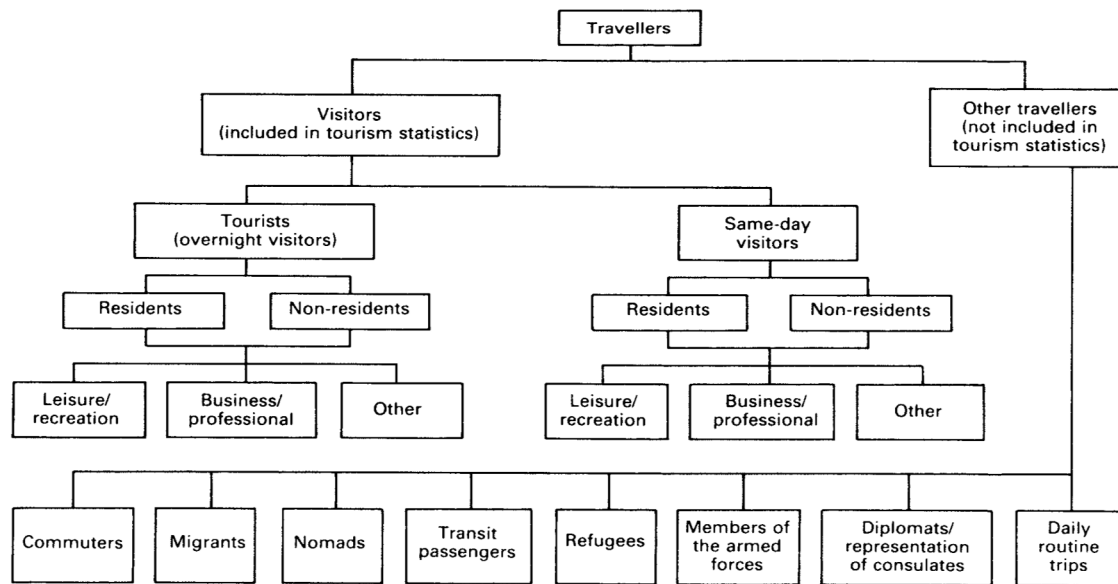 Travellers
Visitors
(included in tourism statistics)
Other travellers
(not included in
tourism statistics)
Tourists
(overnight visitors)
Same-day
visitors
Residents
Non-residents
Residents
Non-residents
Leisure/
recreation
Business/
professional
Other
Leisure/
recreation
Business/
professional
Other
Commuters
Migrants
Nomads
Transit
passengers
Refugees
Members of
the armed
forces
Diplomats/
representation
of consulates
Daily
routine
trips